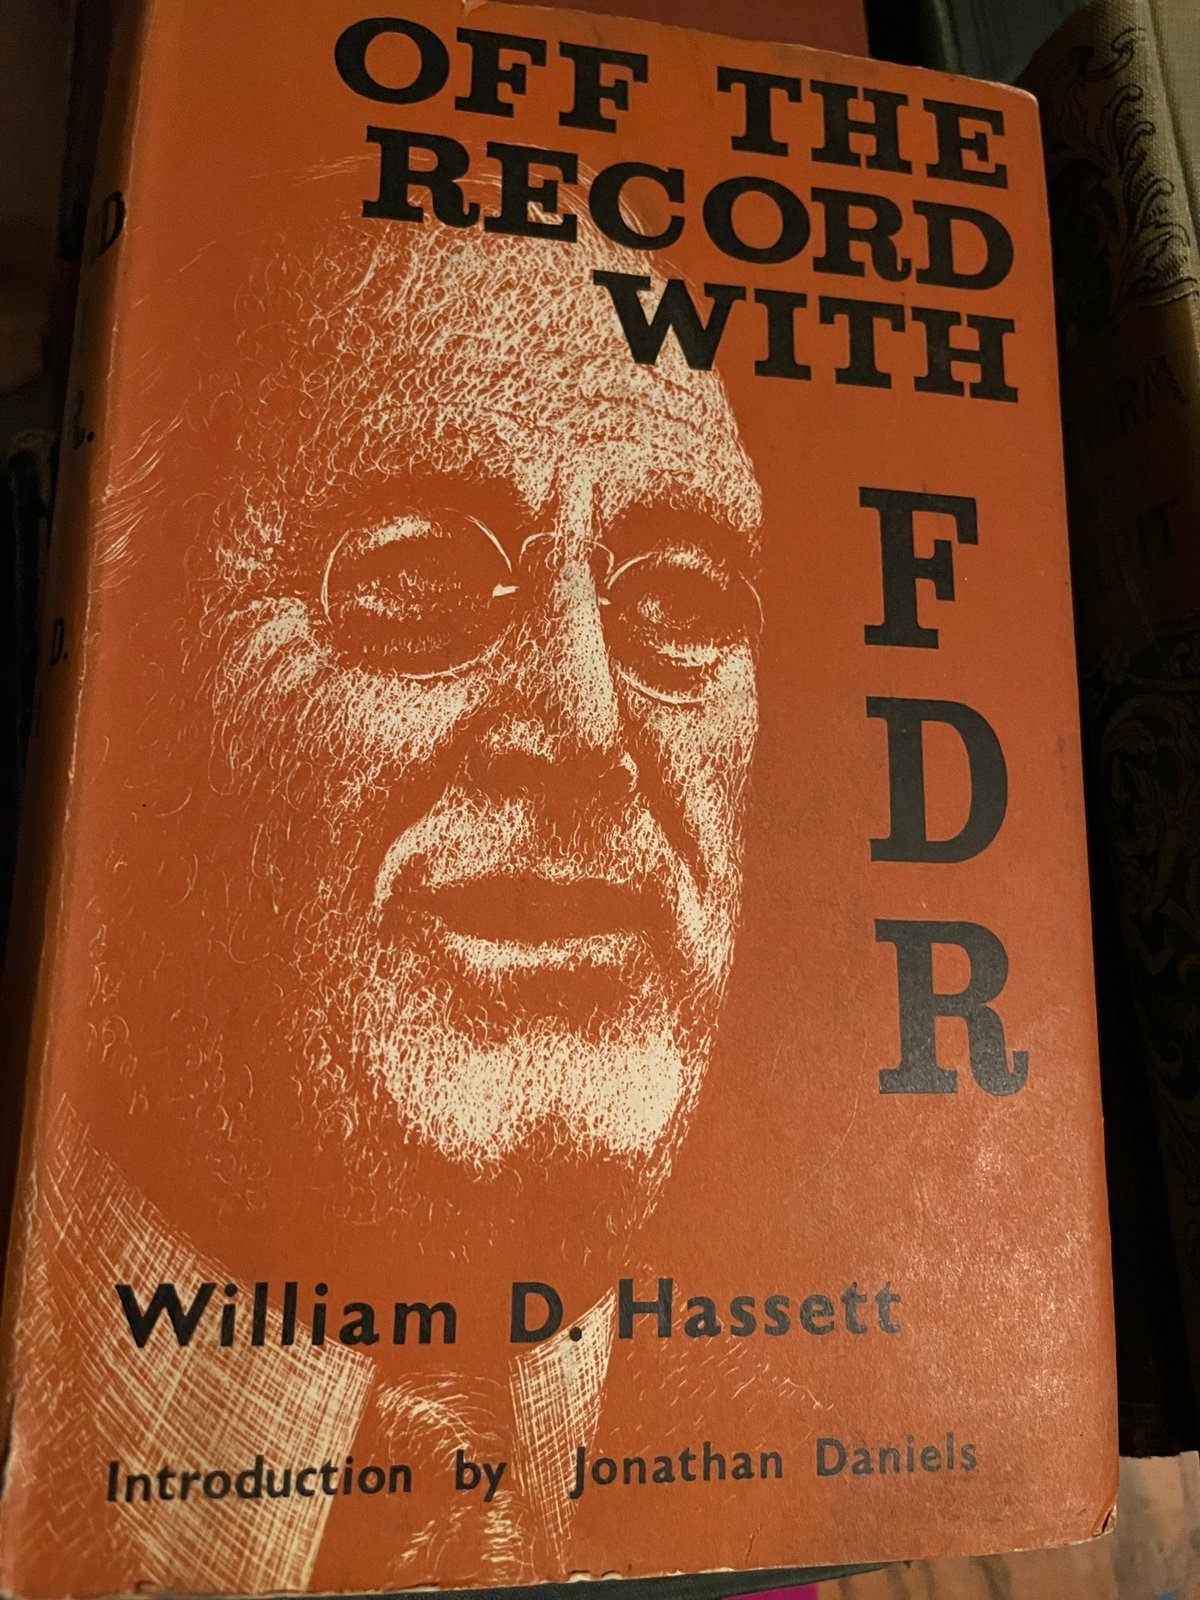 OFF THE
RECORD
WITH
F
D
R
William D. Hassett
Introduction by Jonathan Daniels
D.